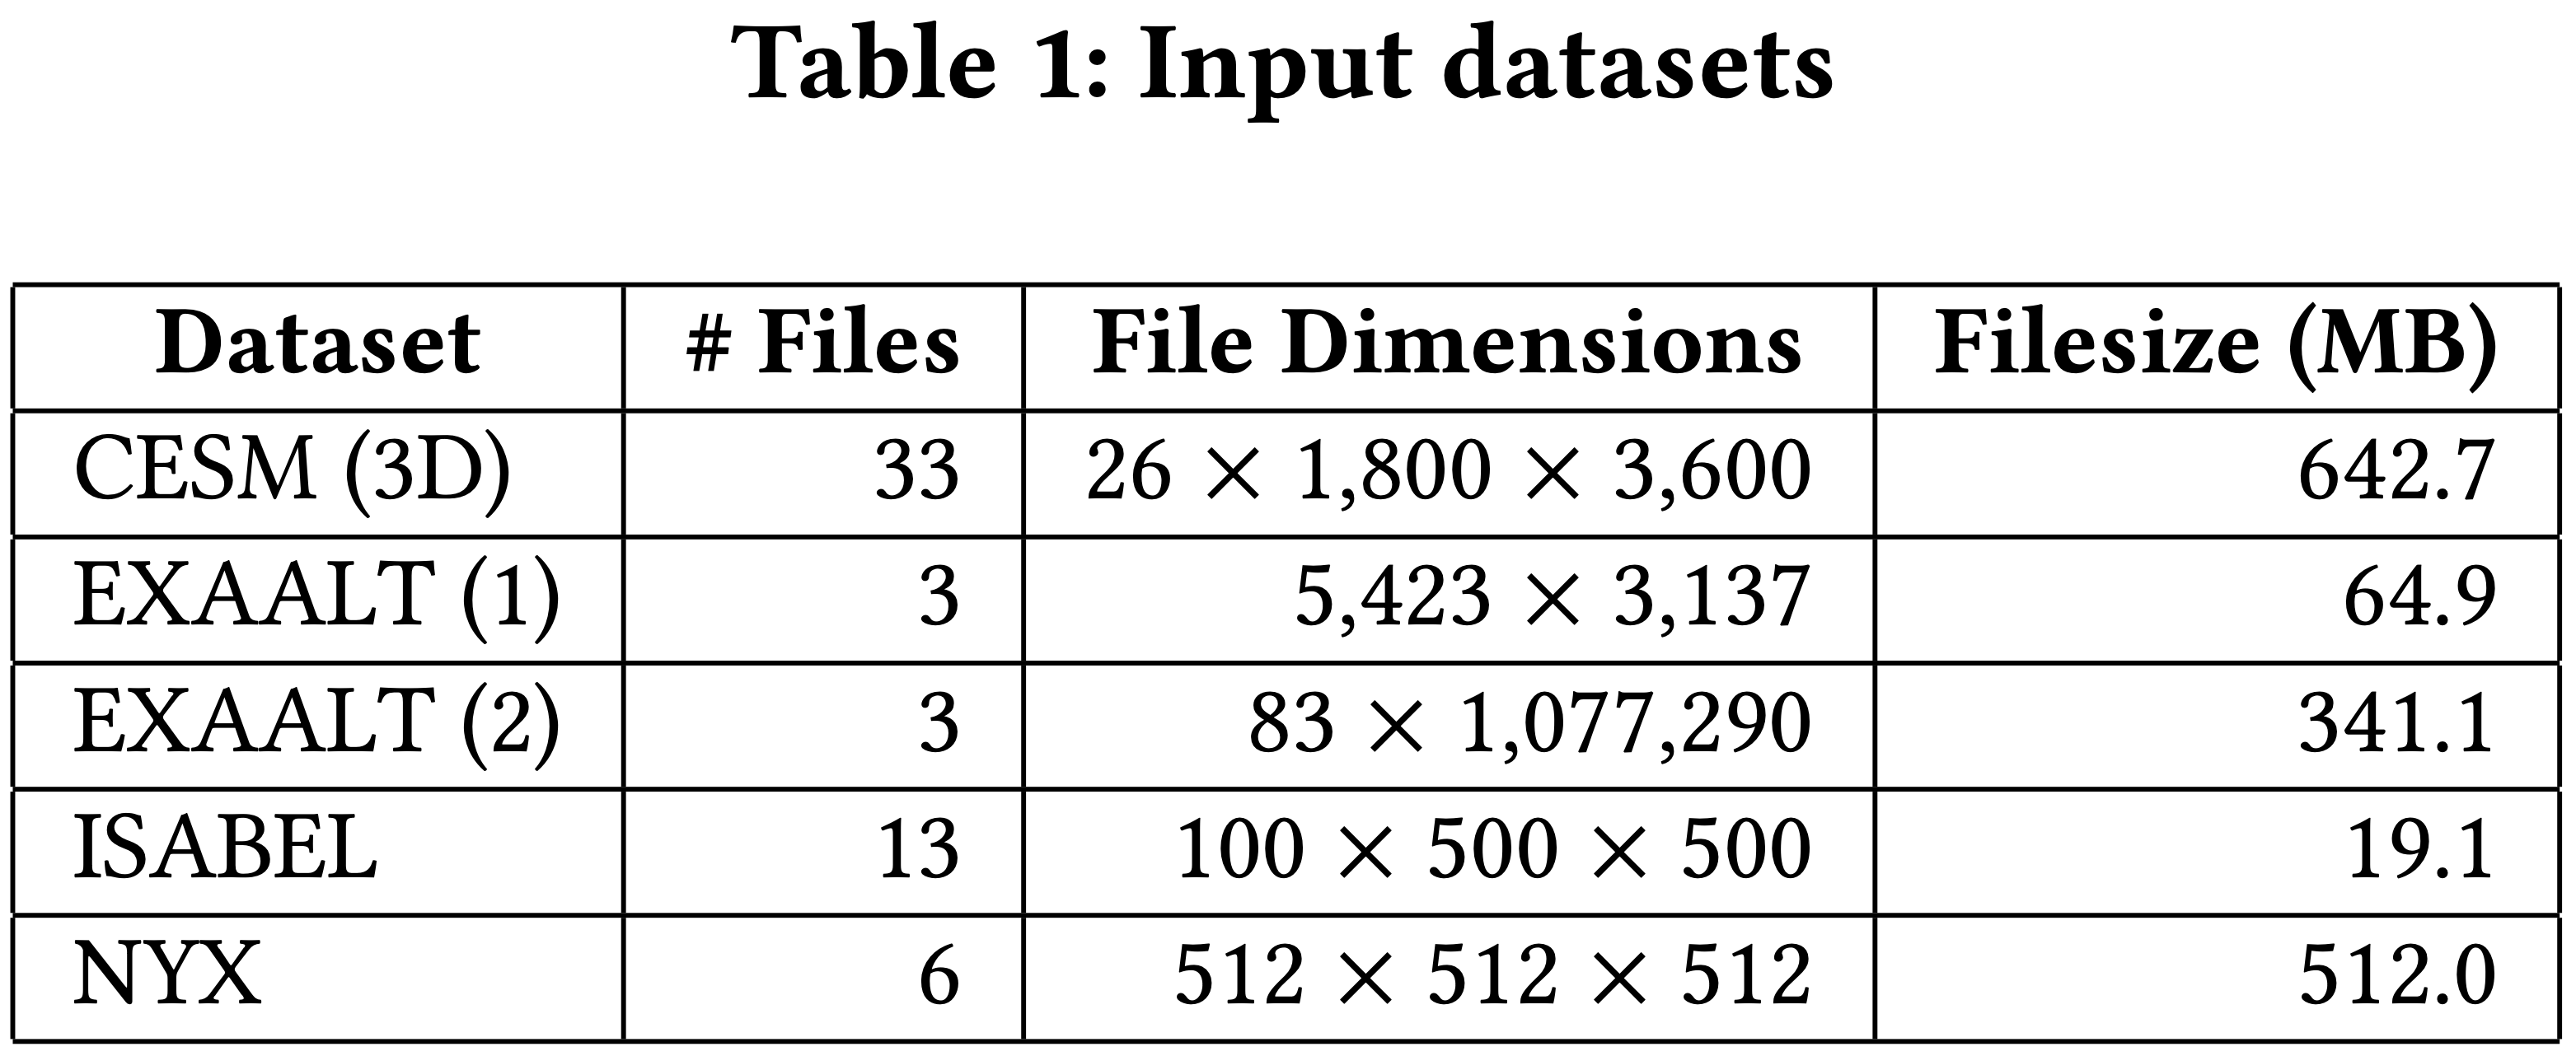 Table 1: Input datasets
Dataset # Files File Dimensions Filesize (MB)
CESM (3D) 33 26 × 1,800 × 3,600 642.7
EXAALT (1) 3 5,423 × 3,137 64.9
EXAALT (2) 3 83 × 1,077,290 341.1
ISABEL 13 100 × 500 × 500 19.1
NYX 6 512 × 512 × 512 512.0